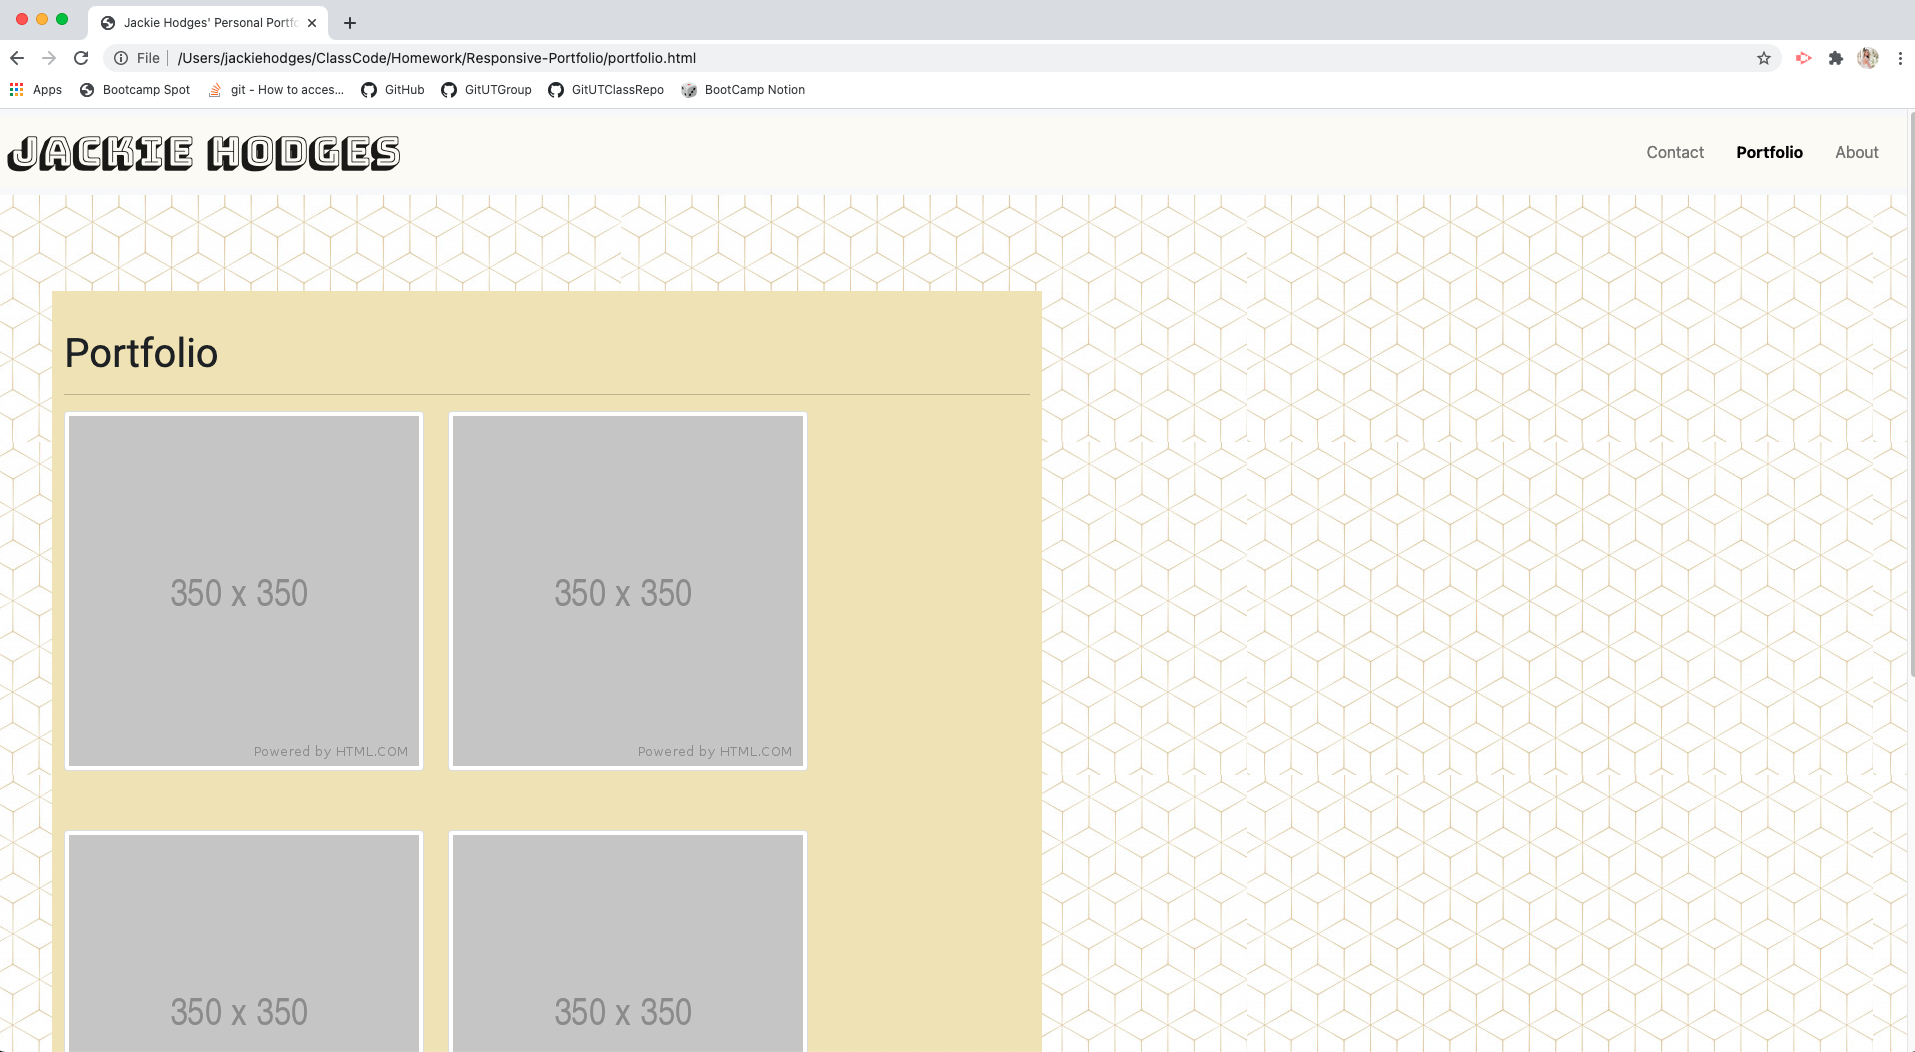 Jackie Hodges' Personal Portfo
File /Users/jackiehodges/ClassCode/Homework/Responsive-Portfolio/portfolio.html
Apps Bootcamp Spot git - How to acces... GitHub GitUTGroup GitUTClassRepo BootCamp Notion
JACKIE HODGES Contact Portfolio About
Portfolio
350 x 350 350 x 350
Powered by HTML.COM Powered by HTML.COM
350 x 350 350 x 350